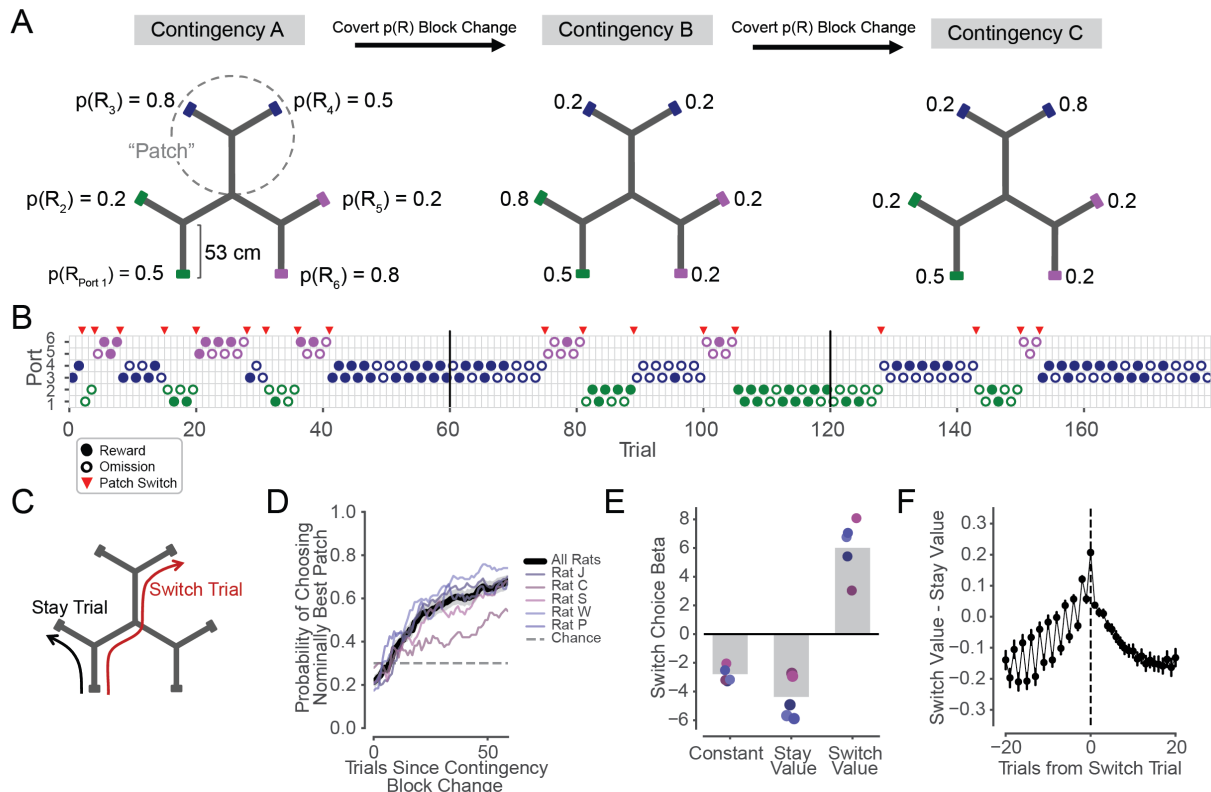 A
Contingency A
Covert p(R) Block Change
Contingency B
Covert p(R) Block Change
Contingency C
p(R3) = 0.8
p(R4) = 0.5
“Patch”
p(R2) = 0.2
p(R5) = 0.2
53 cm
p(RPort 1) = 0.5
p(R6) = 0.8
0.2
0.2
0.8
0.2
0.5
0.2
0.2
0.8
0.2
0.2
0.5
0.2
B
Port
6
5
4
3
2
1
0
20
40
60
80
100
120
140
160
Trial
Reward
Omission
Patch Switch
C
Stay Trial
Switch Trial
D
Probability of Choosing
Nominally Best Patch
1.0
0.8
0.6
0.4
0.2
0.0
0
50
Trials Since Contingency
Block Change
All Rats
Rat J
Rat C
Rat S
Rat W
Rat P
Chance
E
Switch Choice Beta
8
6
4
2
0
−2
−4
−6
Constant
Stay
Value
Switch
Value
F
Switch Value - Stay Value
0.3
0.2
0.1
0.0
−0.1
−0.2
−0.3
−20
0
20
Trials from Switch Trial